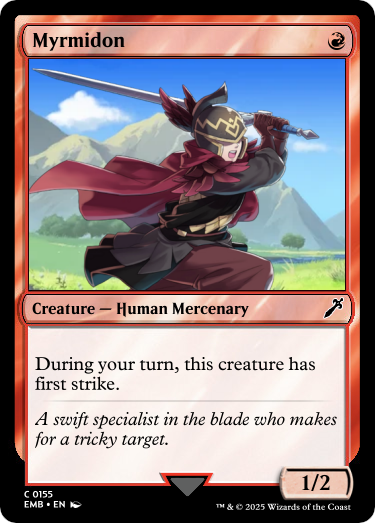 Myrmidon
Creature — Human Mercenary
During your turn, this creature has
first strike.
A swift specialist in the blade who makes
for a tricky target.
1/2
C 0155
EMB • EN
™ & © 2025 Wizards of the Coast